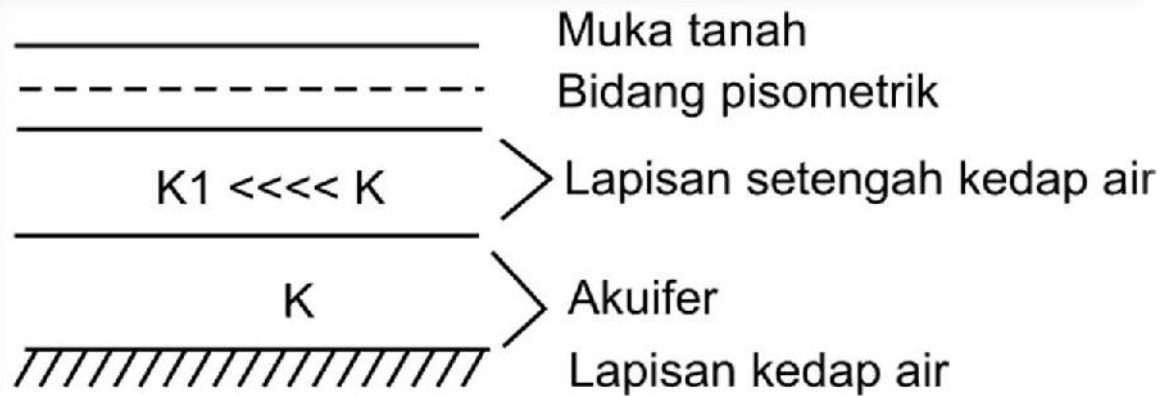 Muka tanah
Bidang pisometrik
K1 <<<< K
Lapisan setengah kedap air
K
Akuifer
Lapisan kedap air